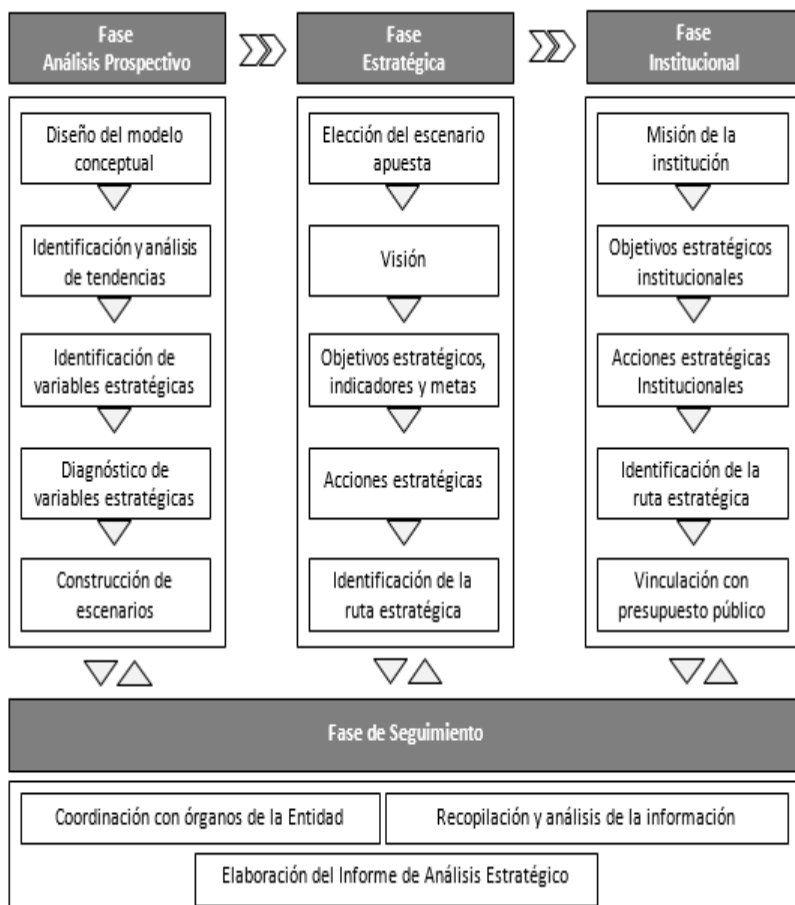 Fase
Análisis Prospectivo
Diseño del modelo
conceptual
Identificación y análisis
de tendencias
Identificación de
variables estratégicas
Diagnóstico de
variables estratégicas
Construcción de
escenarios
Fase
Estratégica
Elección del escenario
apuesta
Visión
Objetivos estratégicos,
indicadores y metas
Acciones estratégicas
Identificación de la
ruta estratégica
Fase
Institucional
Misión de la
institución
Objetivos estratégicos
institucionales
Acciones estratégicas
Institucionales
Identificación de la
ruta estratégica
Vinculación con
presupuesto público
Fase de Seguimiento
Coordinación con órganos de la Entidad
Recopilación y análisis de la información
Elaboración del Informe de Análisis Estratégico